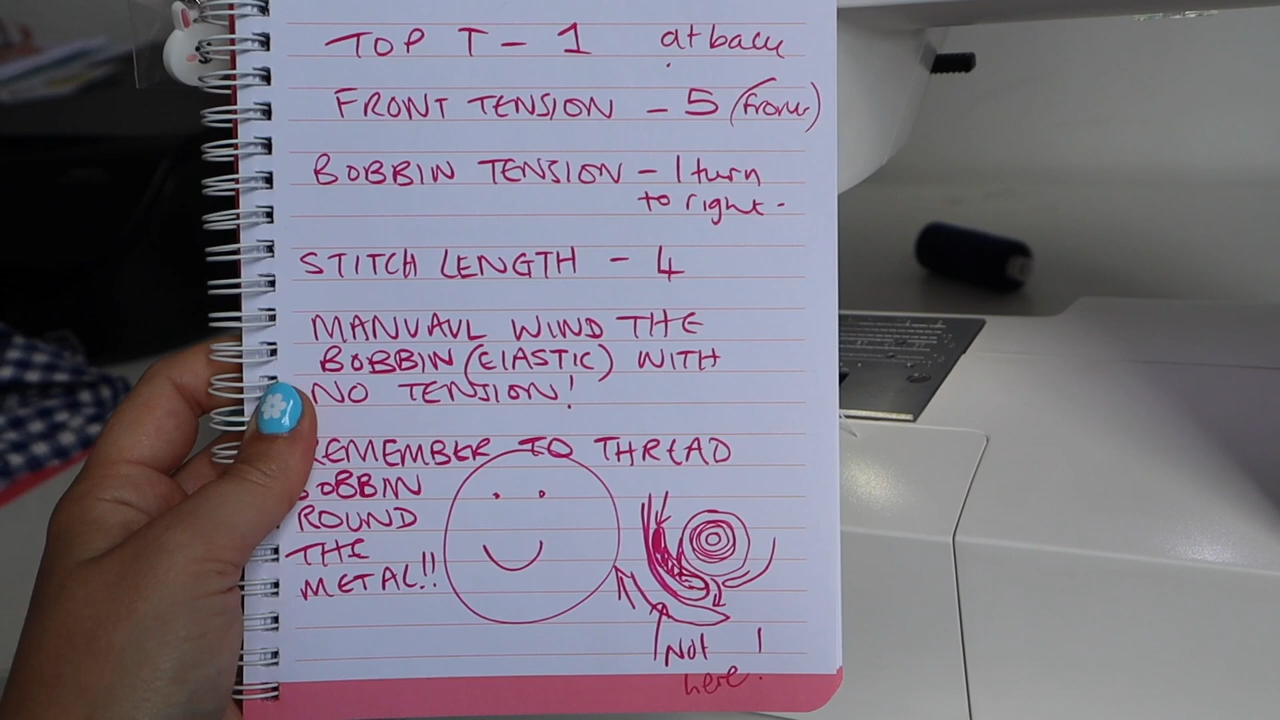 TOP T - 1 at back
FRONT TENSION - 5 (front)
BOBBIN TENSION - 1 turn
to right -
STITCH LENGTH - 4
MANUAUL WIND THE
BOBBIN (ElASTIC) WITH
NO TENSION!
REMEMBER TO THREAD
BOBBIN
ROUND
THE
METAL!!
Not !
here!